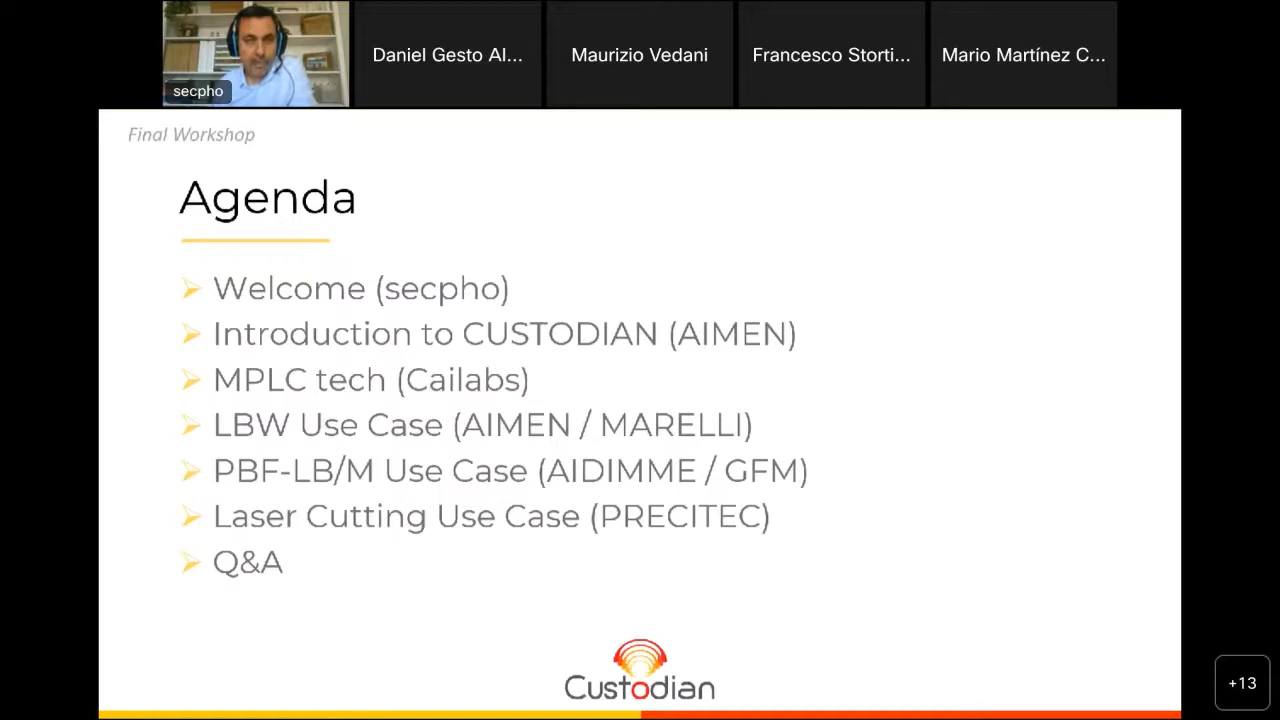 secpho
Daniel Gesto Al...
Maurizio Vedani
Francesco Storti...
Mario Martínez C...
Final Workshop
Agenda
Welcome (secpho)
Introduction to CUSTODIAN (AIMEN)
MPLC tech (Cailabs)
LBW Use Case (AIMEN / MARELLI)
PBF-LB/M Use Case (AIDIMME / GFM)
Laser Cutting Use Case (PRECITEC)
Q&A
Custodian
+13